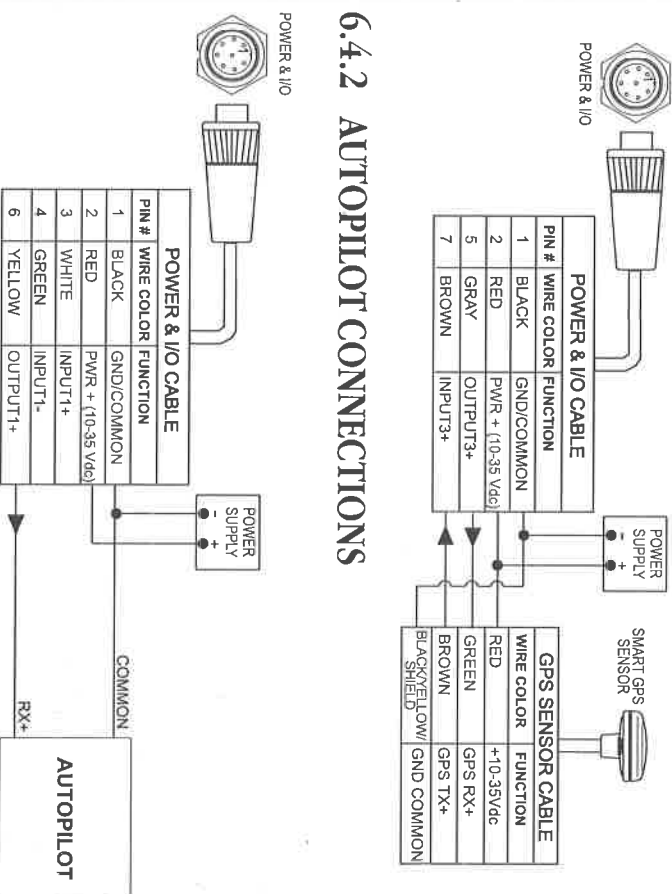 POWER & I/O
POWER & I/O CABLE
PIN # WIRE COLOR FUNCTION
1 BLACK GND/COMMON
2 RED PWR + (10-35 Vdc)
5 GRAY OUTPUT3+
7 BROWN INPUT3+
POWER SUPPLY
- +
SMART GPS SENSOR
GPS SENSOR CABLE
WIRE COLOR FUNCTION
RED +10-35Vdc
GREEN GPS RX+
BROWN GPS TX+
BLACK/YELLOW/ SHIELD GND COMMON
6.4.2 AUTOPILOT CONNECTIONS
POWER & I/O
POWER & I/O CABLE
PIN # WIRE COLOR FUNCTION
1 BLACK GND/COMMON
2 RED PWR + (10-35 Vdc)
3 WHITE INPUT1+
4 GREEN INPUT1-
6 YELLOW OUTPUT1+
POWER SUPPLY
- +
COMMON
RX+
AUTOPILOT